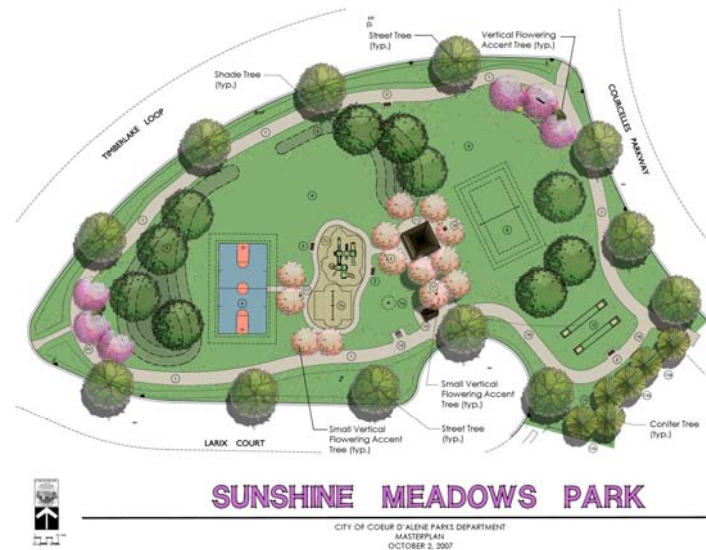 Street Tree
(typ.)
Vertical Flowering
Accent Tree (typ.)
Shade Tree
(typ.)
TIMBERLAKE LOOP
COURCELLES PARKWAY
Small Vertical
Flowering Accent
Tree (typ.)
Small Vertical
Flowering Accent
Tree (typ.)
Street Tree
(typ.)
Conifer Tree
(typ.)
LARIX COURT
SUNSHINE MEADOWS PARK
CITY OF COEUR D'ALENE PARKS DEPARTMENT
MASTERPLAN
OCTOBER 2, 2007